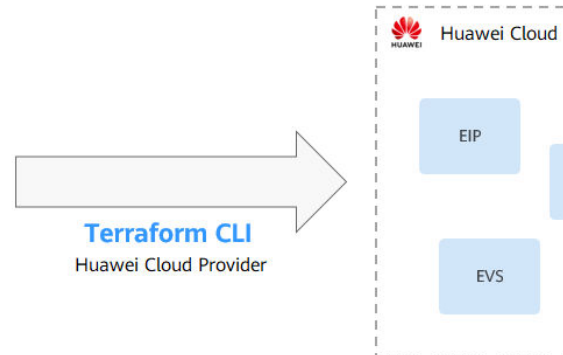 HUAWEI
Huawei Cloud
EIP
Terraform CLI
Huawei Cloud Provider
EVS